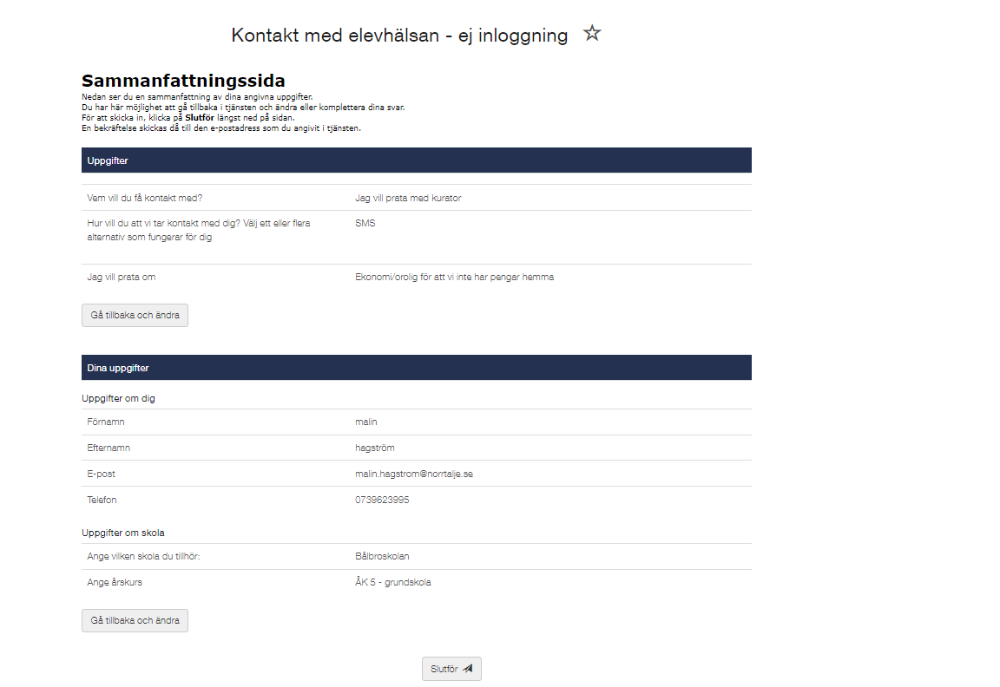 Kontakt med elevhälsan - ej inloggning
Sammanfattningssida
Nedan ser du en sammanfattning av dina angivna uppgifter.
Du har här möjlighet att gå tillbaka i tjänsten och ändra eller komplettera dina svar.
För att skicka in, klicka på Slutför längst ned på sidan.
En bekräftelse skickas då till den e-postadress som du angivit i tjänsten.
Uppgifter
Vem vill du få kontakt med? Jag vill prata med kurator
Hur vill du att vi tar kontakt med dig? Välj ett eller flera SMS
alternativ som fungerar för dig
Jag vill prata om Ekonomi/orolig för att vi inte har pengar hemma
Gå tillbaka och ändra
Dina uppgifter
Uppgifter om dig
Förnamn malin
Efternamn hagström
E-post malin.hagstrom@norrtalje.se
Telefon 0739623995
Uppgifter om skola
Ange vilken skola du tillhör: Bålbroskolan
Ange årskurs ÅK 5 - grundskola
Gå tillbaka och ändra
Slutför